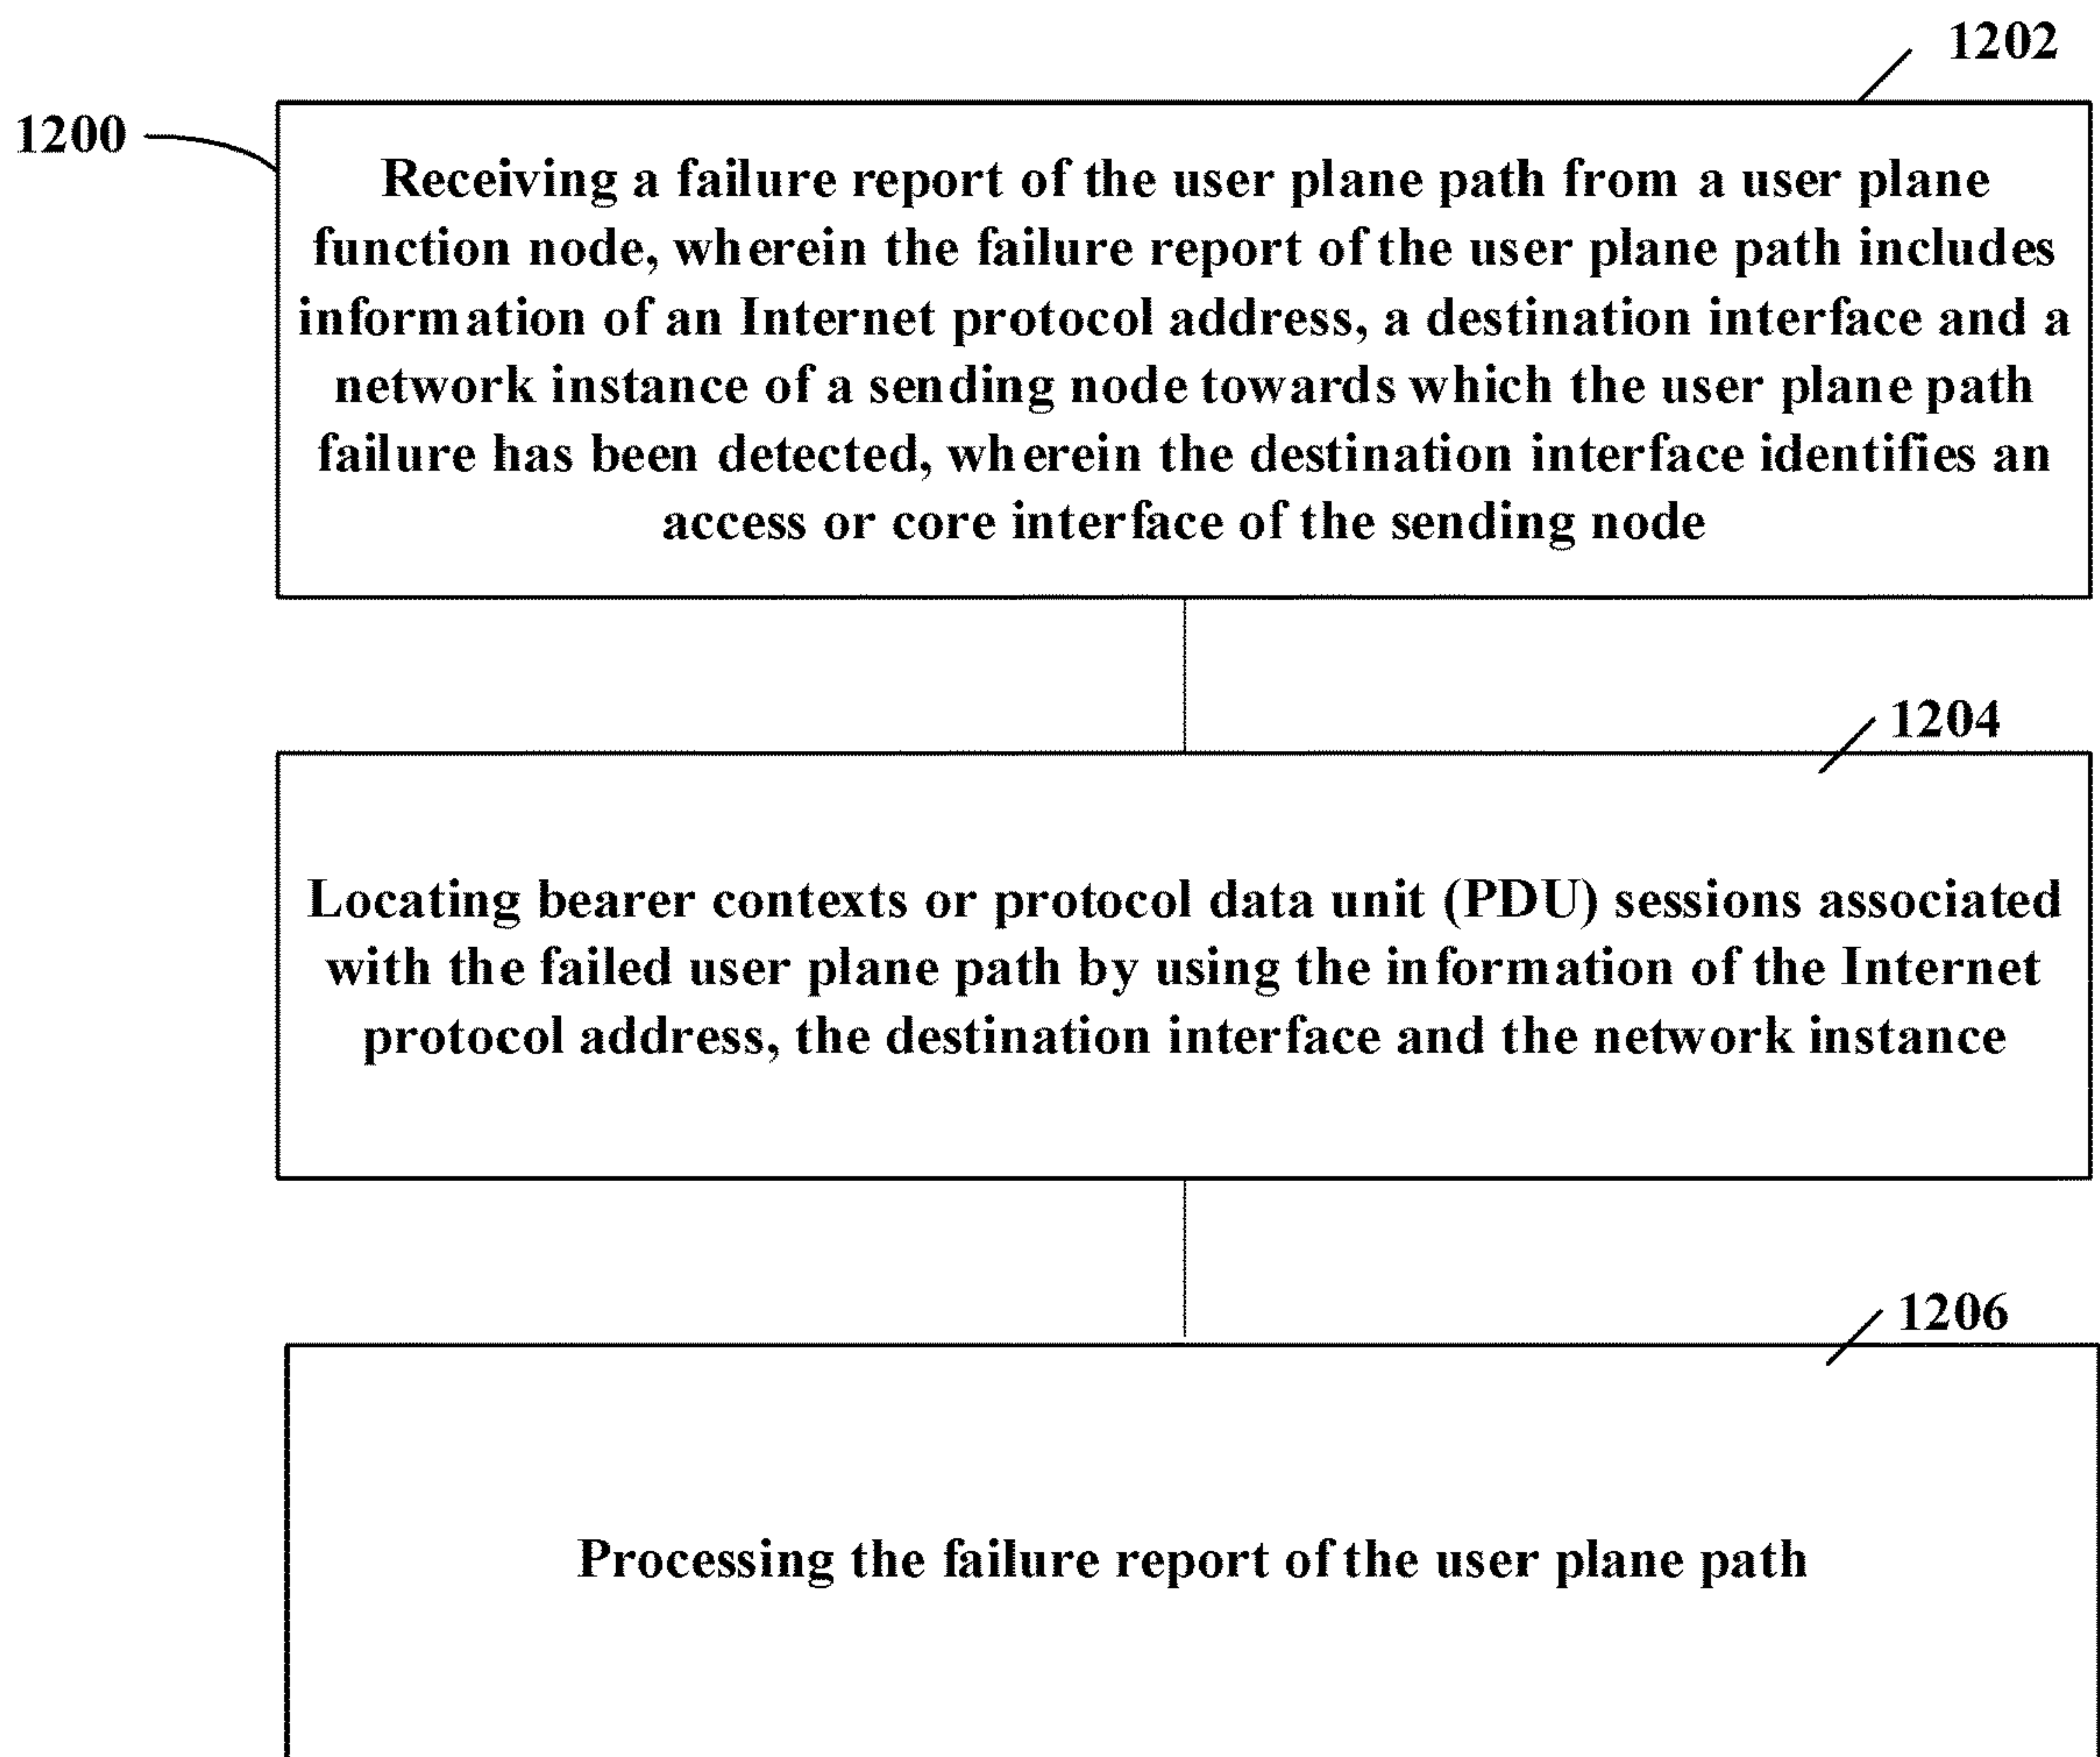 1202
1200
Receiving a failure report of the user plane path from a user plane
function node, wherein the failure report of the user plane path includes
information of an Internet protocol address, a destination interface and a
network instance of a sending node towards which the user plane path
failure has been detected, wherein the destination interface identifies an
access or core interface of the sending node
1204
Locating bearer contexts or protocol data unit (PDU) sessions associated
with the failed user plane path by using the information of the Internet
protocol address, the destination interface and the network instance
1206
Processing the failure report of the user plane path